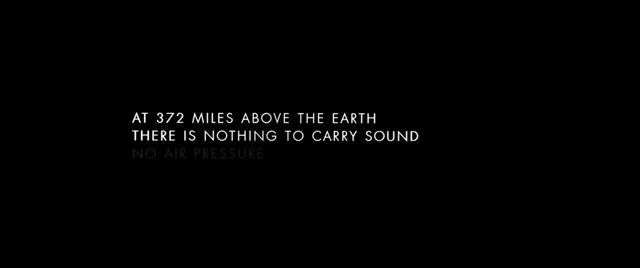 AT 372 MILES ABOVE THE EARTH
THERE IS NOTHING TO CARRY SOUND
NO AIR PRESSURE